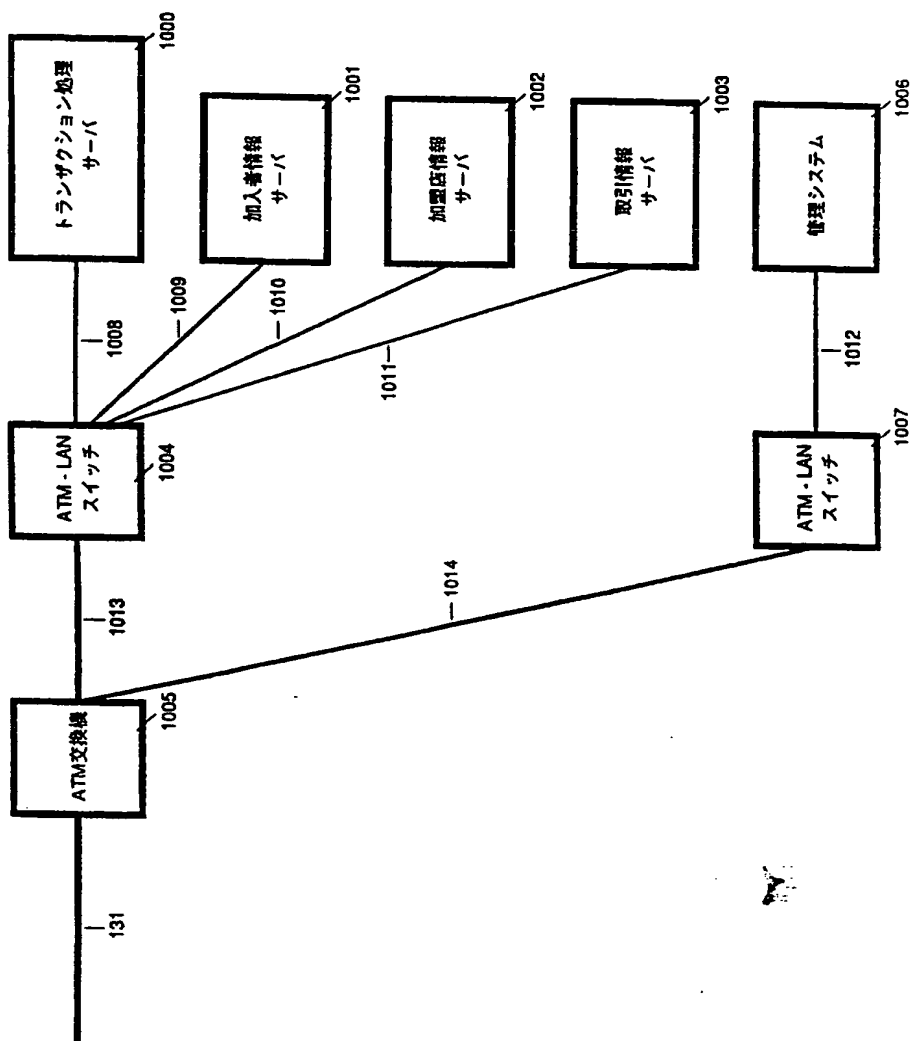 トランザクション処理
サーバ
1000
加入者情報
サーバ
1001
加盟店情報
サーバ
1002
取引情報
サーバ
1003
管理システム
1006
1008
1009
1010
1011
1012
ATM・LAN
スイッチ
1004
ATM・LAN
スイッチ
1007
1013
1014
ATM交換機
1005
131